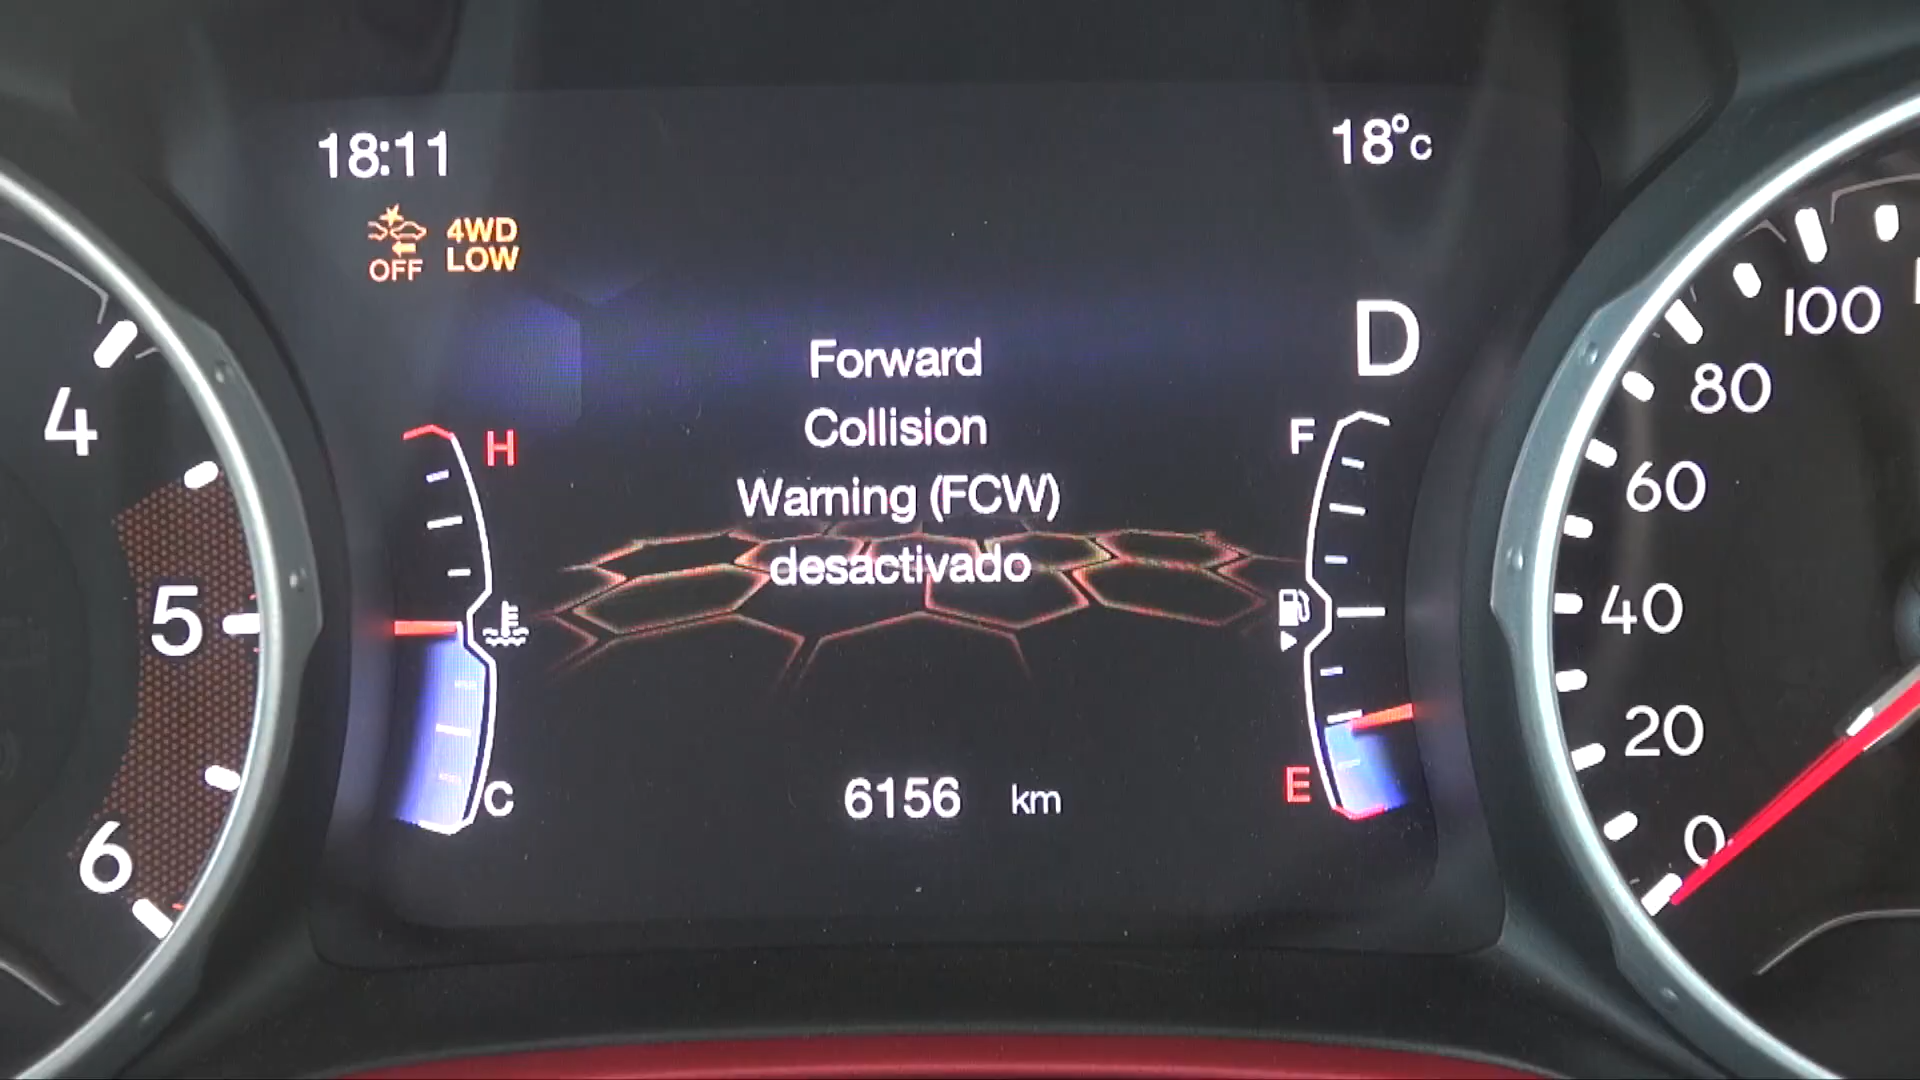 18:11
18°C
OFF
4WD
LOW
D
Forward
Collision
Warning (FCW)
desactivado
H
C
F
E
6156 km
4
5
6
100
80
60
40
20
0